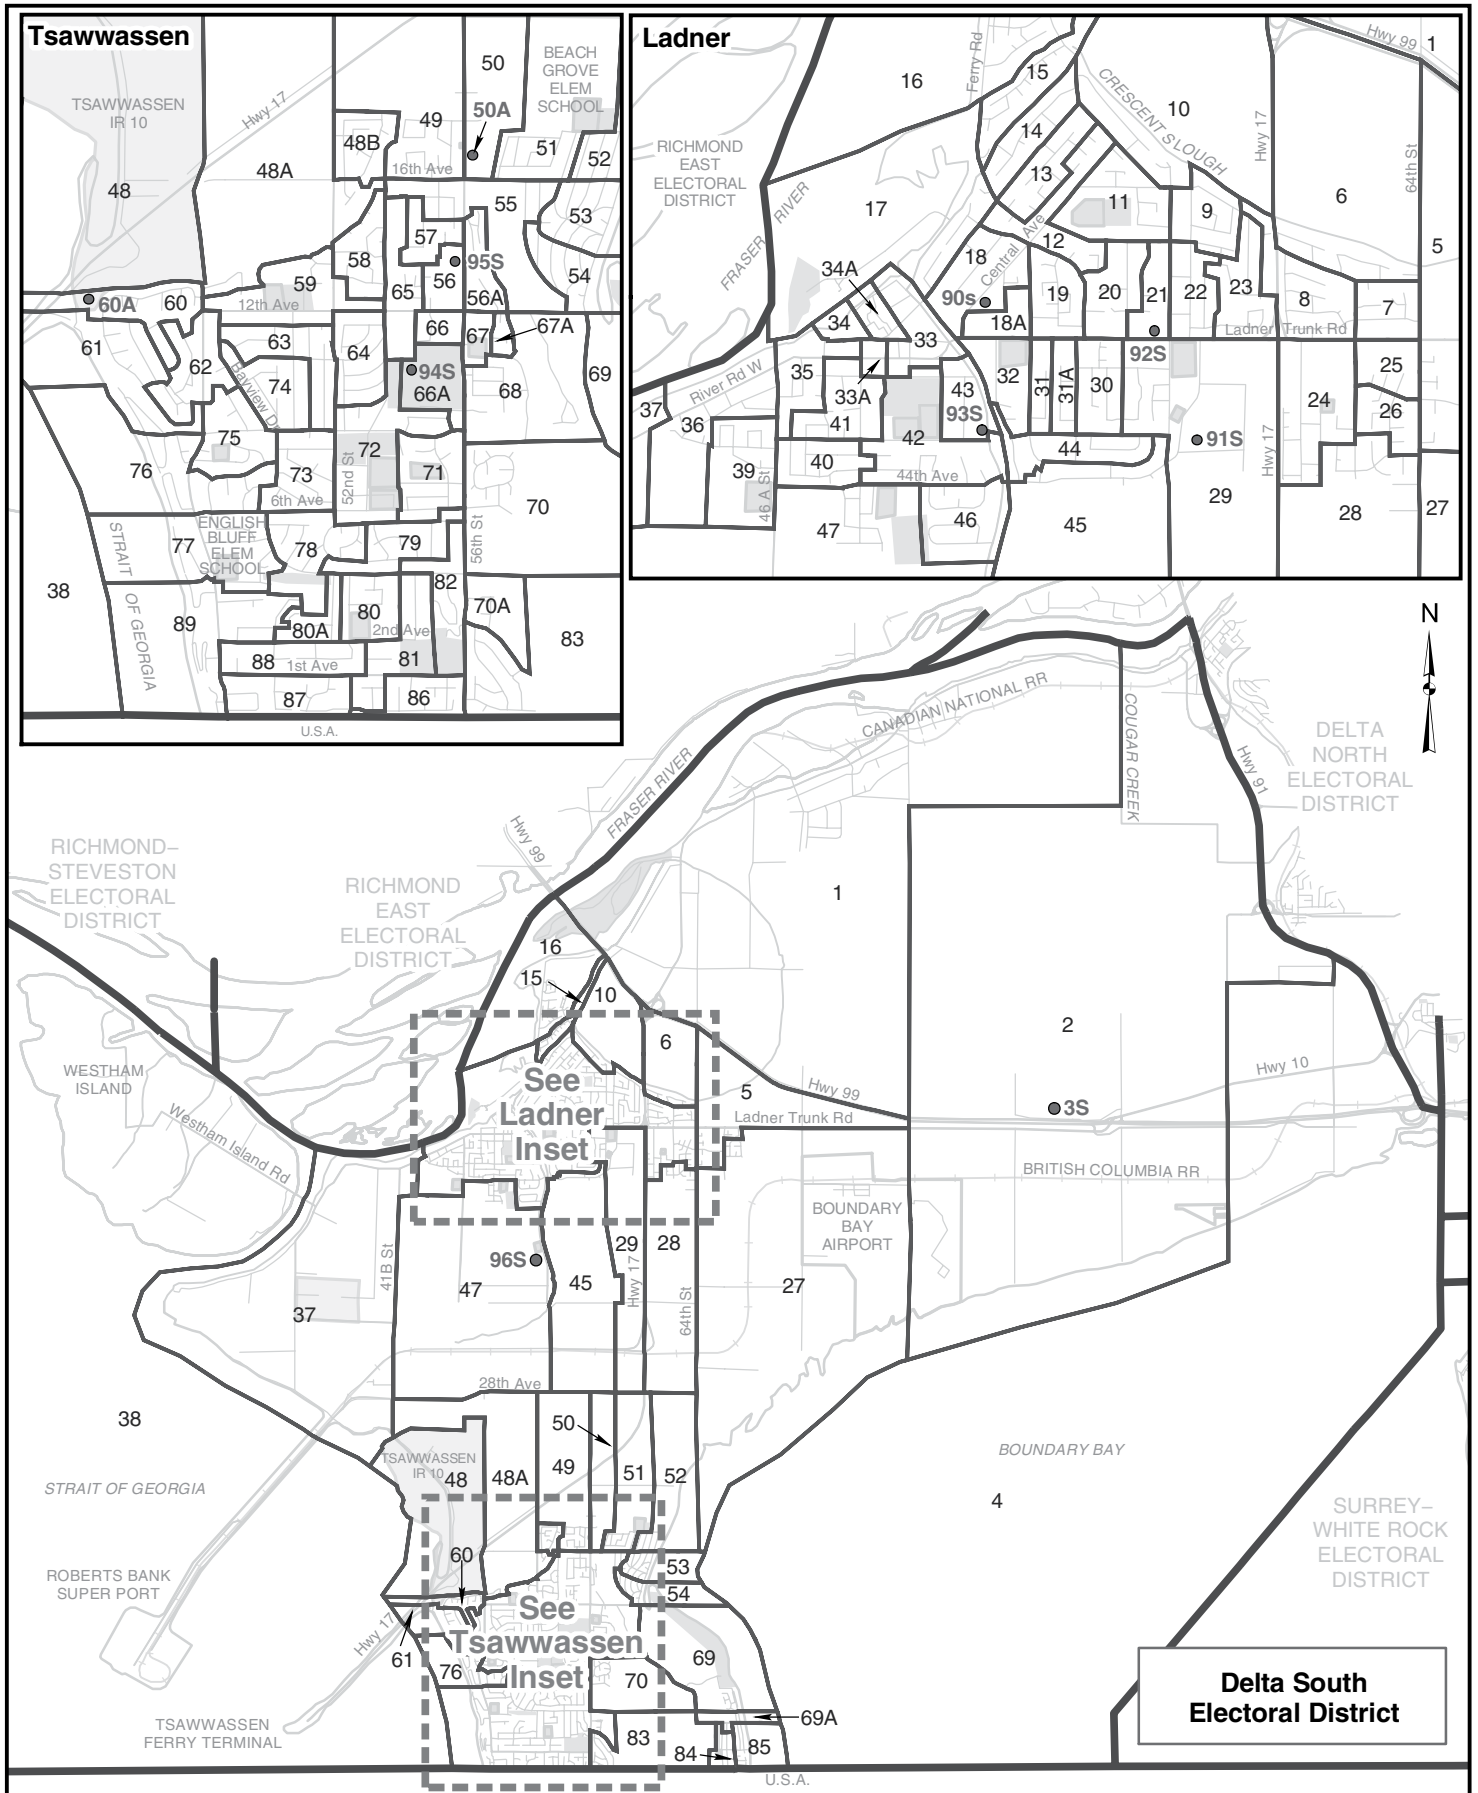 Tsawwassen
50
BEACH
GROVE
ELEM
SCHOOL
TSAWWASSEN
IR 10
Hwy 17
49
50A
48B
51
52
16th Ave
48A
48
55
53
57
58
95S
56
54
59
65
56A
60A
60
12th Ave
66
67
67A
61
63
64
62
94S
69
Bayview Dr
74
66A
68
75
72
76
73
71
52nd St
6th Ave
70
STRAIT
OF GEORGIA
ENGLISH
BLUFF
ELEM
SCHOOL
77
78
79
56th St
38
82
80
70A
89
80A
2nd Ave
83
88
1st Ave
81
87
86
U.S.A.
Ladner
Hwy 99
1
Ferry Rd
15
16
CRESCENT SLOUGH
10
RICHMOND
EAST
ELECTORAL
DISTRICT
14
Hwy 17
64th St
13
6
11
FRASER RIVER
17
9
Central Ave
12
5
18
34A
90s
19
20
21
22
23
8
7
34
18A
Ladner Trunk Rd
33
92S
35
32
25
River Rd W
33A
43
31
31A
30
37
93S
24
26
36
41
42
91S
44
Hwy 17
39
40
46 A St
44th Ave
29
47
46
45
28
27
N
CANADIAN NATIONAL RR
COUGAR CREEK
DELTA
NORTH
ELECTORAL
DISTRICT
Hwy 91
FRASER RIVER
Hwy 99
RICHMOND–
STEVESTON
ELECTORAL
DISTRICT
RICHMOND
EAST
ELECTORAL
DISTRICT
1
16
15
10
2
6
WESTHAM
ISLAND
See
Ladner
Inset
5
Hwy 99
Hwy 10
3S
Ladner Trunk Rd
Westham Island Rd
BRITISH COLUMBIA RR
BOUNDARY
BAY
AIRPORT
29
28
96S
41B St
47
45
Hwy 17
64th St
27
37
28th Ave
38
50
BOUNDARY BAY
TSAWWASSEN
IR 10
48
48A
49
51
52
STRAIT OF GEORGIA
4
SURREY–
WHITE ROCK
ELECTORAL
DISTRICT
60
53
ROBERTS BANK
SUPER PORT
54
See
Tsawwassen
Inset
Hwy 17
61
76
69
70
Delta South
Electoral District
69A
TSAWWASSEN
FERRY TERMINAL
83
84
85
U.S.A.